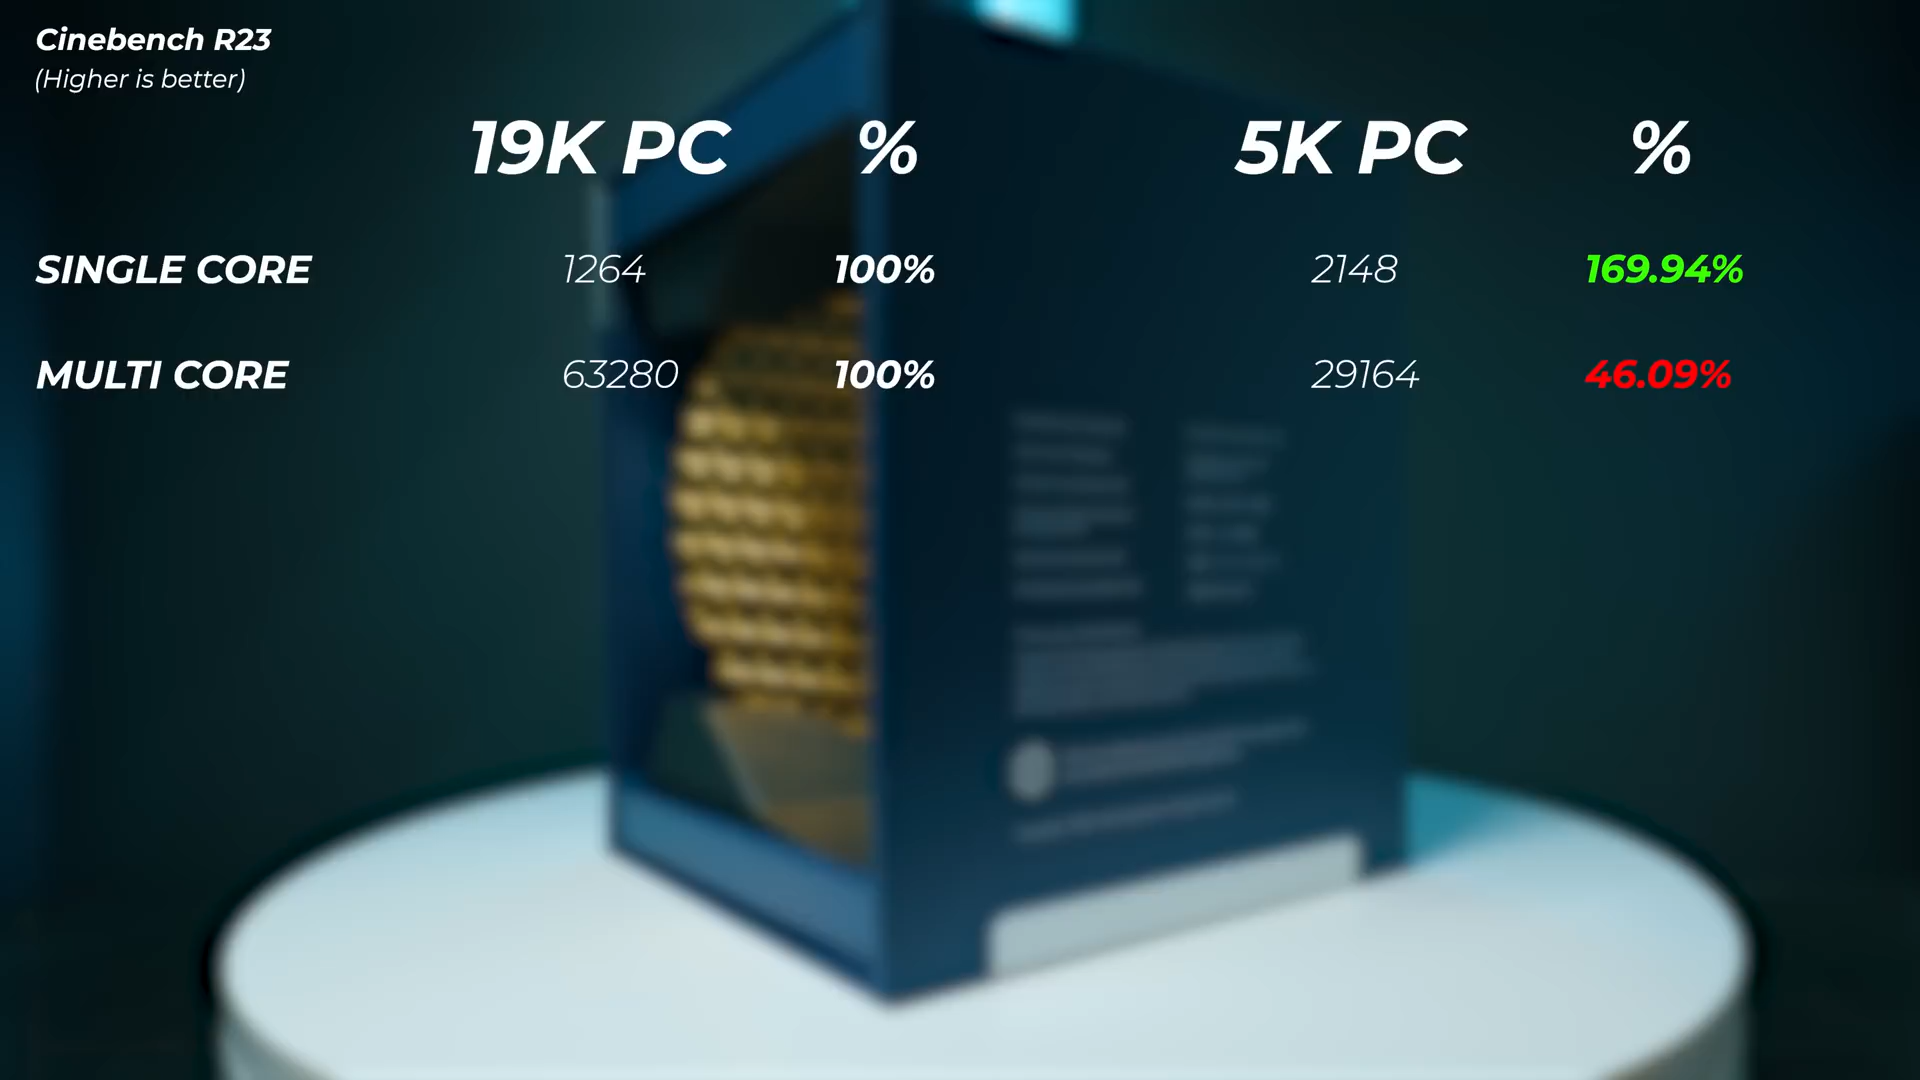 Cinebench R23
(Higher is better)
19K PC % 5K PC %
SINGLE CORE 1264 100% 2148 169.94%
MULTI CORE 63280 100% 29164 46.09%